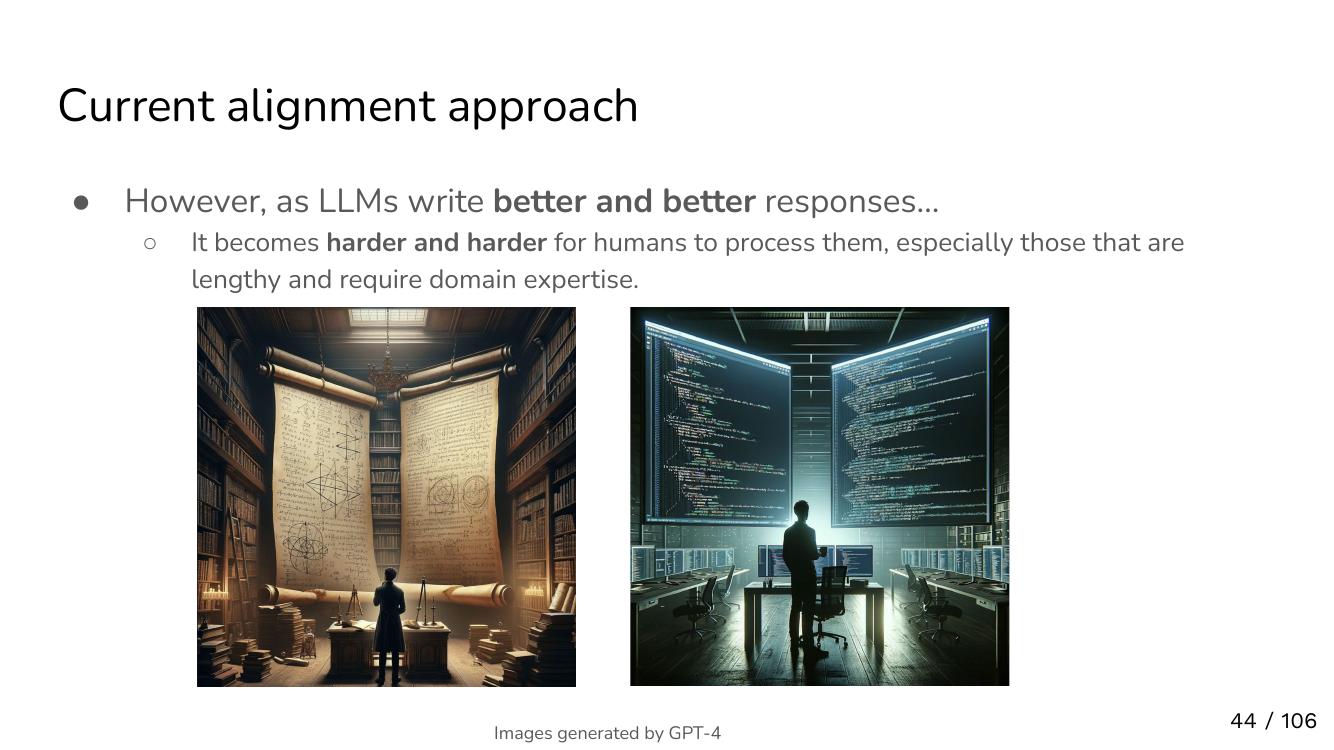 Current alignment approach
● However, as LLMs write better and better responses...
○ It becomes harder and harder for humans to process them, especially those that are
lengthy and require domain expertise.
Images generated by GPT-4
44 / 106